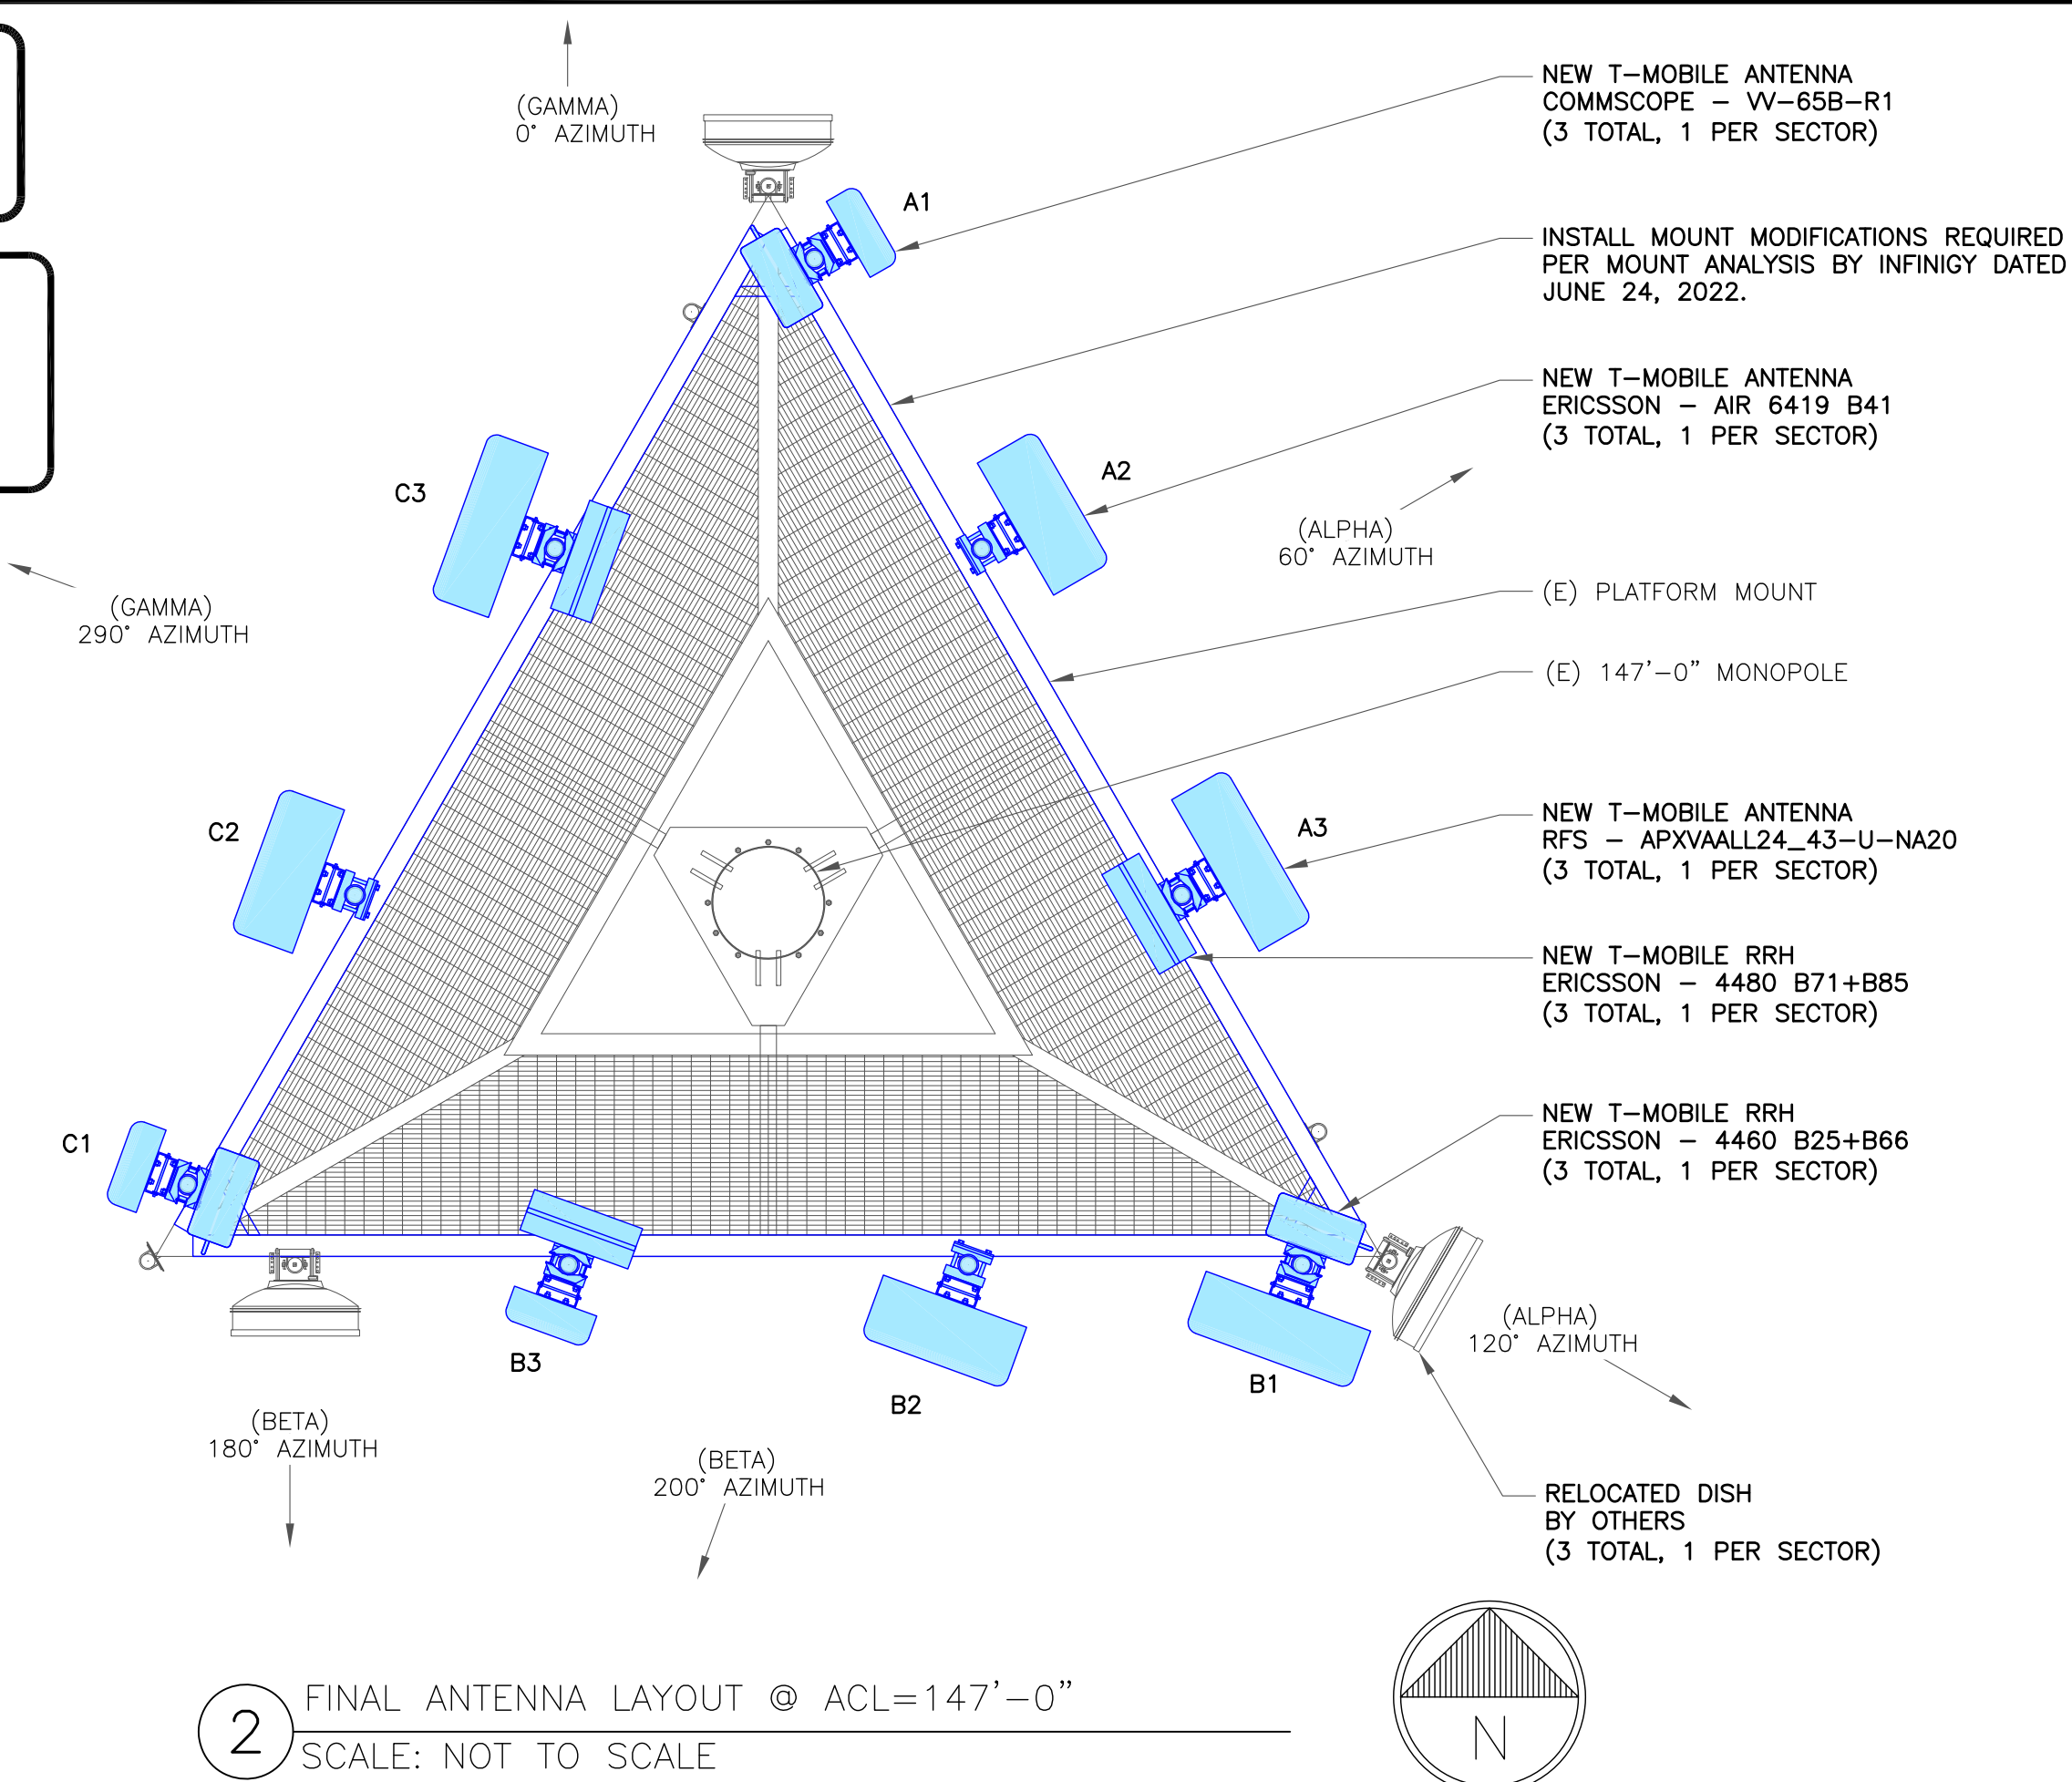 (GAMMA)
0° AZIMUTH
NEW T-MOBILE ANTENNA
COMMSCOPE - VV-65B-R1
(3 TOTAL, 1 PER SECTOR)
A1
INSTALL MOUNT MODIFICATIONS REQUIRED
PER MOUNT ANALYSIS BY INFINIGY DATED
JUNE 24, 2022.
NEW T-MOBILE ANTENNA
ERICSSON - AIR 6419 B41
(3 TOTAL, 1 PER SECTOR)
C3
A2
(ALPHA)
60° AZIMUTH
(GAMMA)
290° AZIMUTH
(E) PLATFORM MOUNT
(E) 147'-0" MONOPOLE
C2
A3
NEW T-MOBILE ANTENNA
RFS - APXVAALL24_43-U-NA20
(3 TOTAL, 1 PER SECTOR)
NEW T-MOBILE RRH
ERICSSON - 4480 B71+B85
(3 TOTAL, 1 PER SECTOR)
NEW T-MOBILE RRH
ERICSSON - 4460 B25+B66
(3 TOTAL, 1 PER SECTOR)
C1
B3
B2
B1
(ALPHA)
120° AZIMUTH
(BETA)
180° AZIMUTH
(BETA)
200° AZIMUTH
RELOCATED DISH
BY OTHERS
(3 TOTAL, 1 PER SECTOR)
2
FINAL ANTENNA LAYOUT @ ACL=147'-0"
SCALE: NOT TO SCALE
N